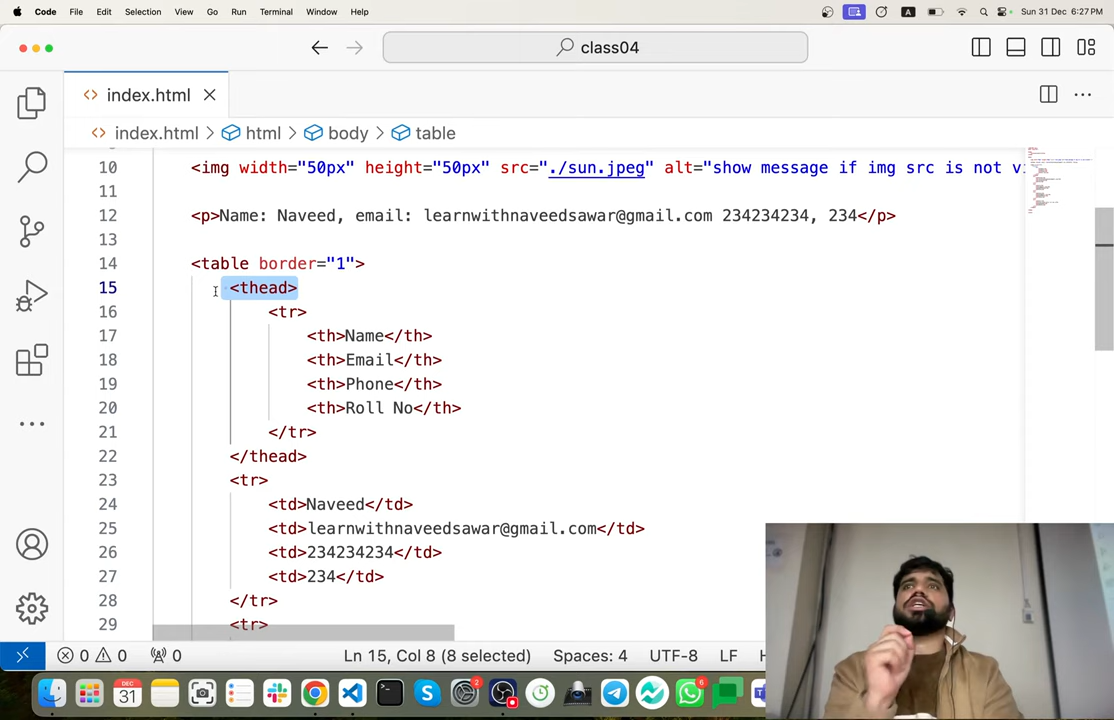 Code File Edit Selection View Go Run Terminal Window Help A Sun 31 Dec 6:27 PM
class04
index.html
index.html > html > body > table
10 <img width="50px" height="50px" src="./sun.jpeg" alt="show message if img src is not v
11
12 <p>Name: Naveed, email: learnwithnaveedsawar@gmail.com 234234234, 234</p>
13
14 <table border="1">
15 <thead>
16 <tr>
17 <th>Name</th>
18 <th>Email</th>
19 <th>Phone</th>
20 <th>Roll No</th>
21 </tr>
22 </thead>
23 <tr>
24 <td>Naveed</td>
25 <td>learnwithnaveedsawar@gmail.com</td>
26 <td>234234234</td>
27 <td>234</td>
28 </tr>
29 <tr>
0 0 0 Ln 15, Col 8 (8 selected) Spaces: 4 UTF-8 LF
DEC
31
2
6